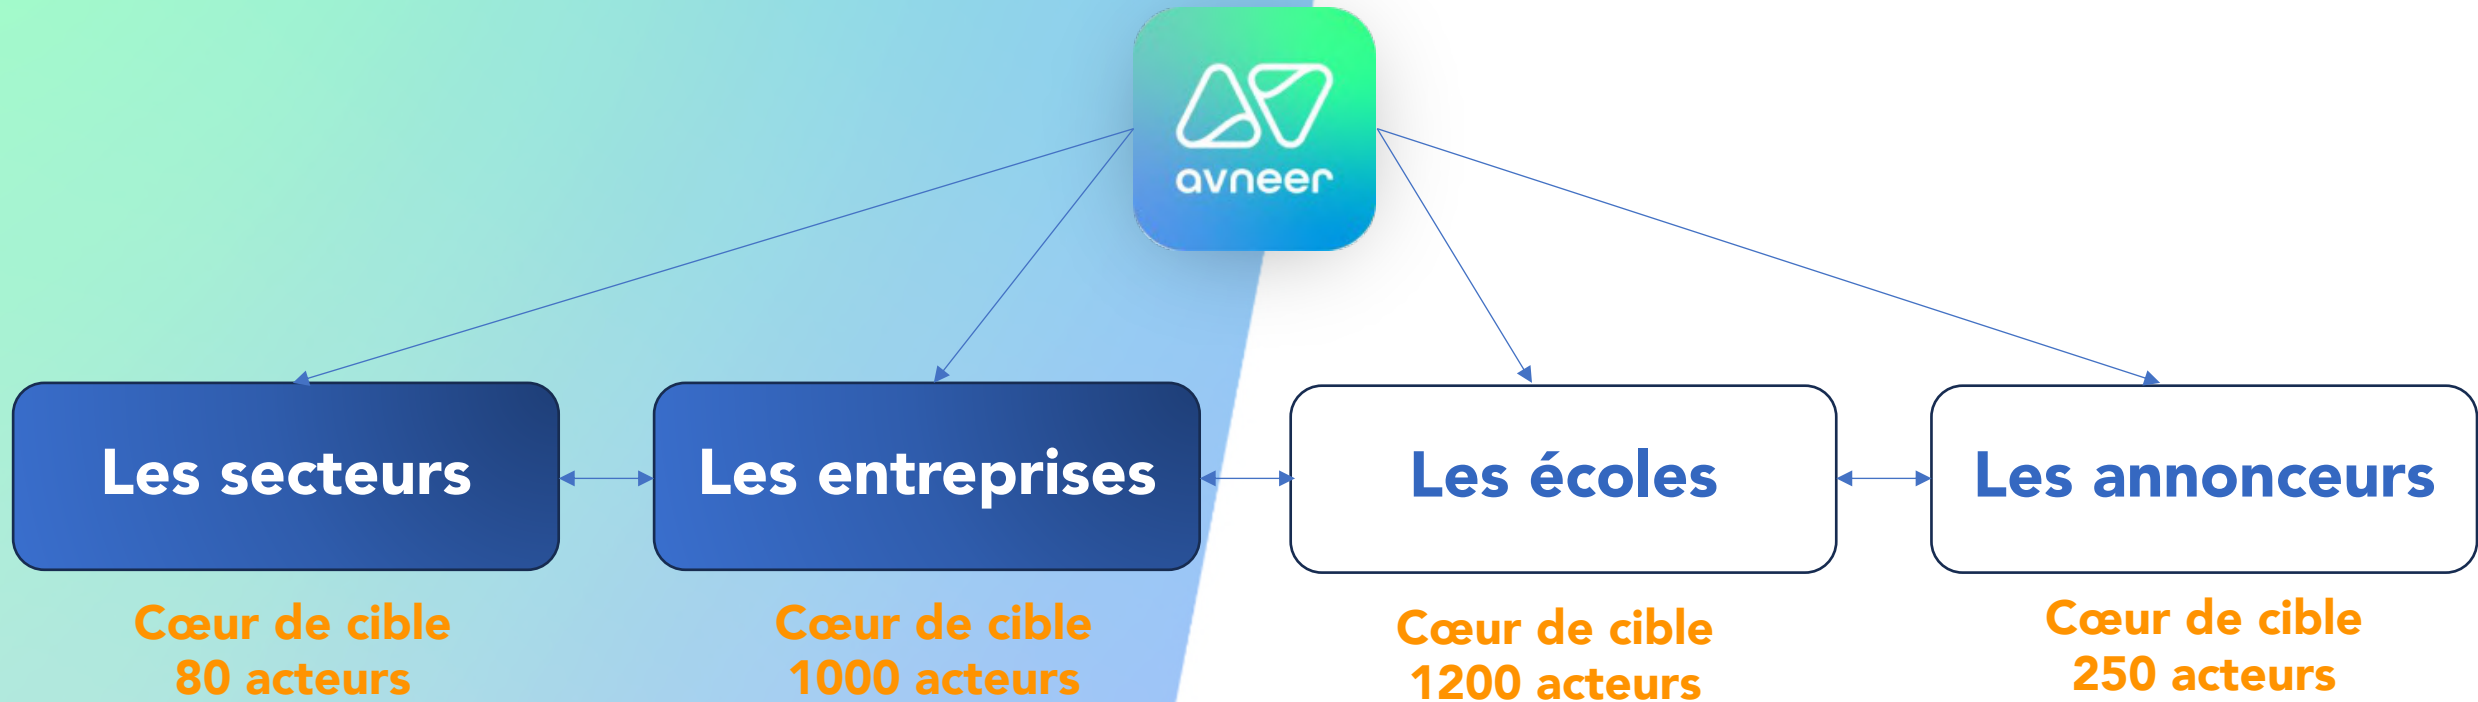 avneer
Les secteurs
Les entreprises
Les écoles
Les annonceurs
Cœur de cible
80 acteurs
Cœur de cible
1000 acteurs
Cœur de cible
1200 acteurs
Cœur de cible
250 acteurs